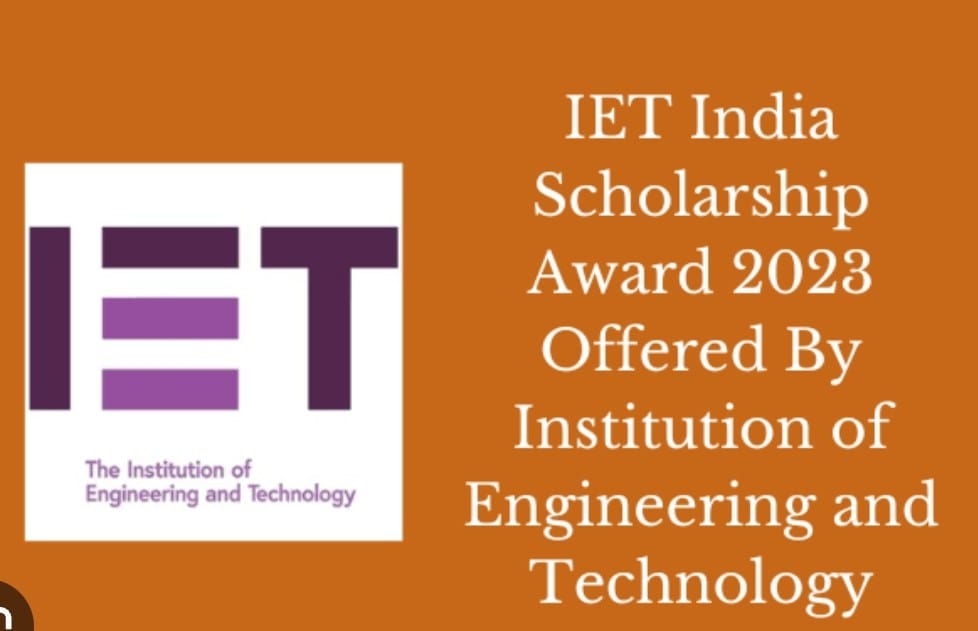 IET
The Institution of
Engineering and Technology
IET India
Scholarship
Award 2023
Offered By
Institution of
Engineering and
Technology